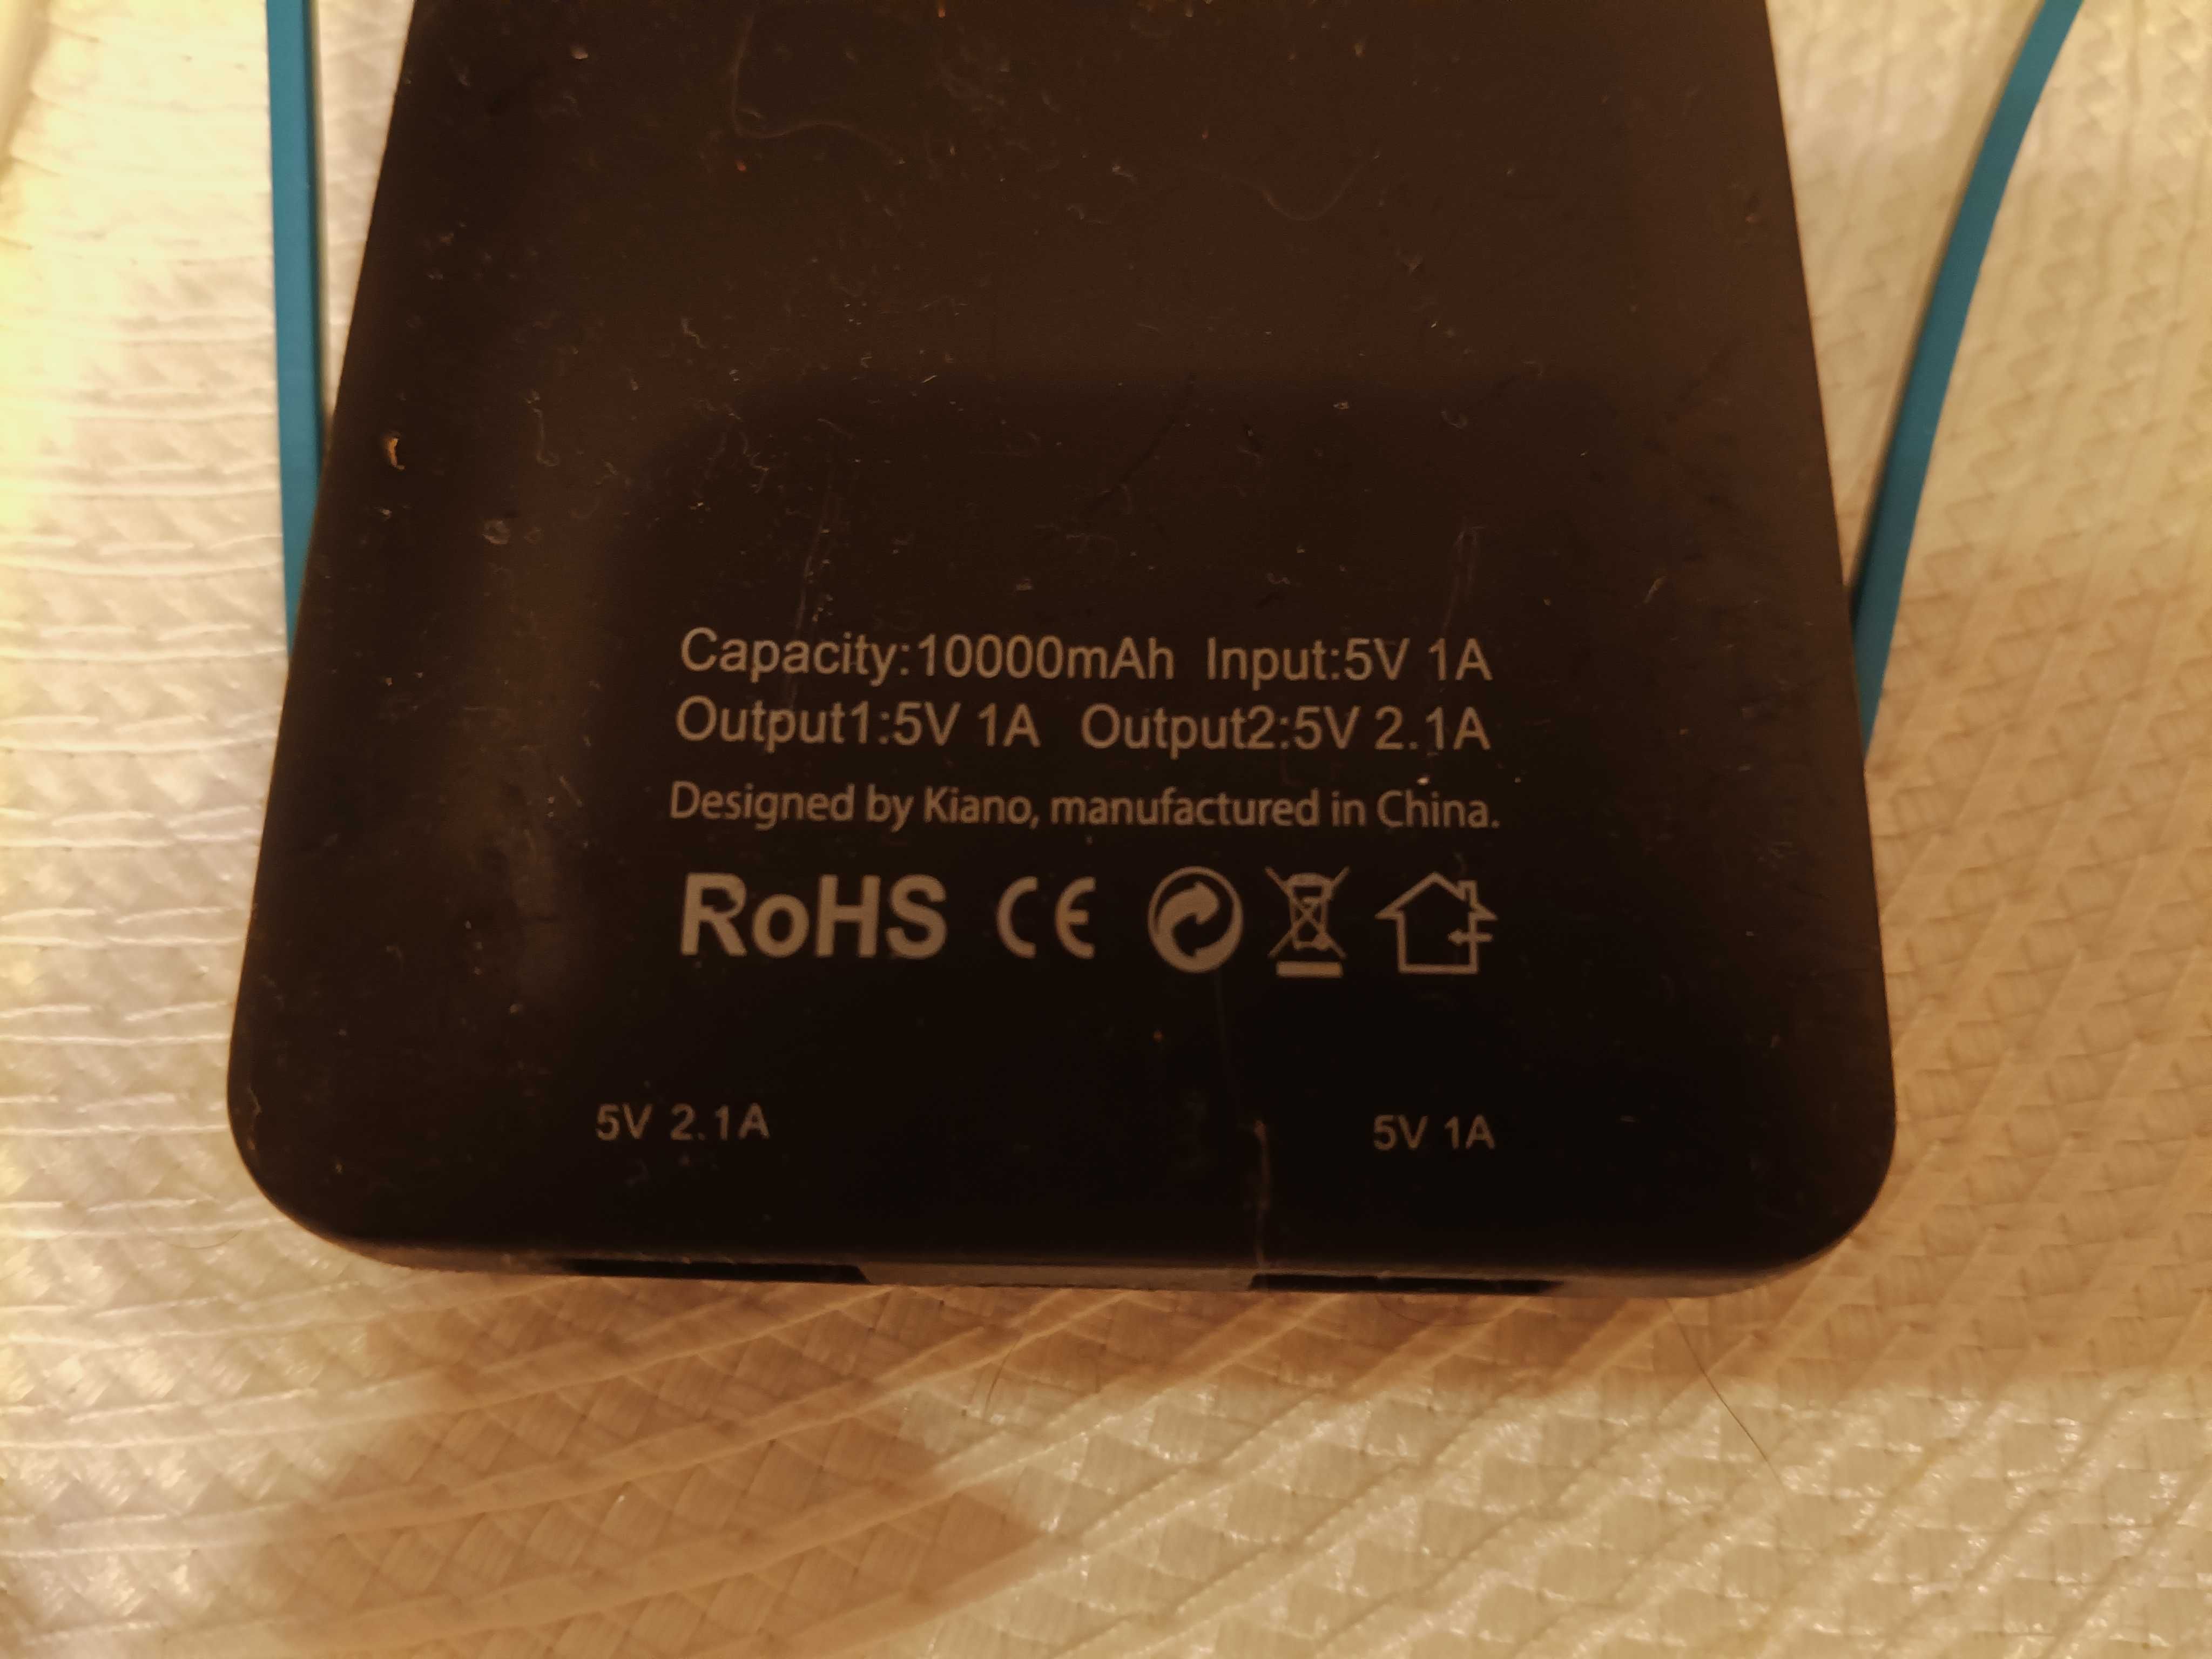 Capacity:10000mAh Input:5V 1A
Output1:5V 1A Output2:5V 2.1A
Designed by Kiano, manufactured in China.
RoHS CE
5V 2.1A 5V 1A